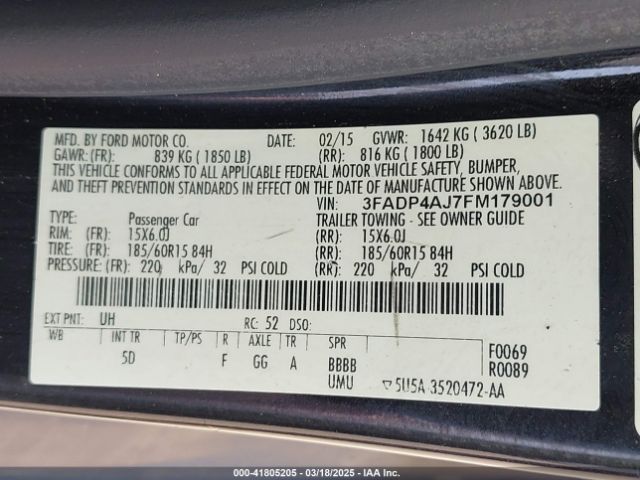 MFD. BY FORD MOTOR CO. DATE: 02/15 GVWR: 1642 KG ( 3620 LB)
GAWR: (FR): 839 KG ( 1850 LB) (RR): 816 KG ( 1800 LB)
THIS VEHICLE CONFORMS TO ALL APPLICABLE FEDERAL MOTOR VEHICLE SAFETY, BUMPER,
AND THEFT PREVENTION STANDARDS IN EFFECT ON THE DATE OF MANUFACTURE SHOWN ABOVE.
VIN: 3FADP4AJ7FM179001
TYPE: Passenger Car TRAILER TOWING - SEE OWNER GUIDE
RIM: (FR): 15X6.0J (RR): 15X6.0J
TIRE: (FR): 185/60R15 84H (RR): 185/60R15 84H
PRESSURE: (FR): 220 kPa/ 32 PSI COLD (RR): 220 kPa/ 32 PSI COLD
EXT PNT: UH RC: 52 DSO:
WB INT TR TP/PS R AXLE TR SPR F0069
5D F GG A BBBB R0089
UMU ▽5U5A 3520472-AA
000-41805205 - 03/18/2025 - IAA Inc.